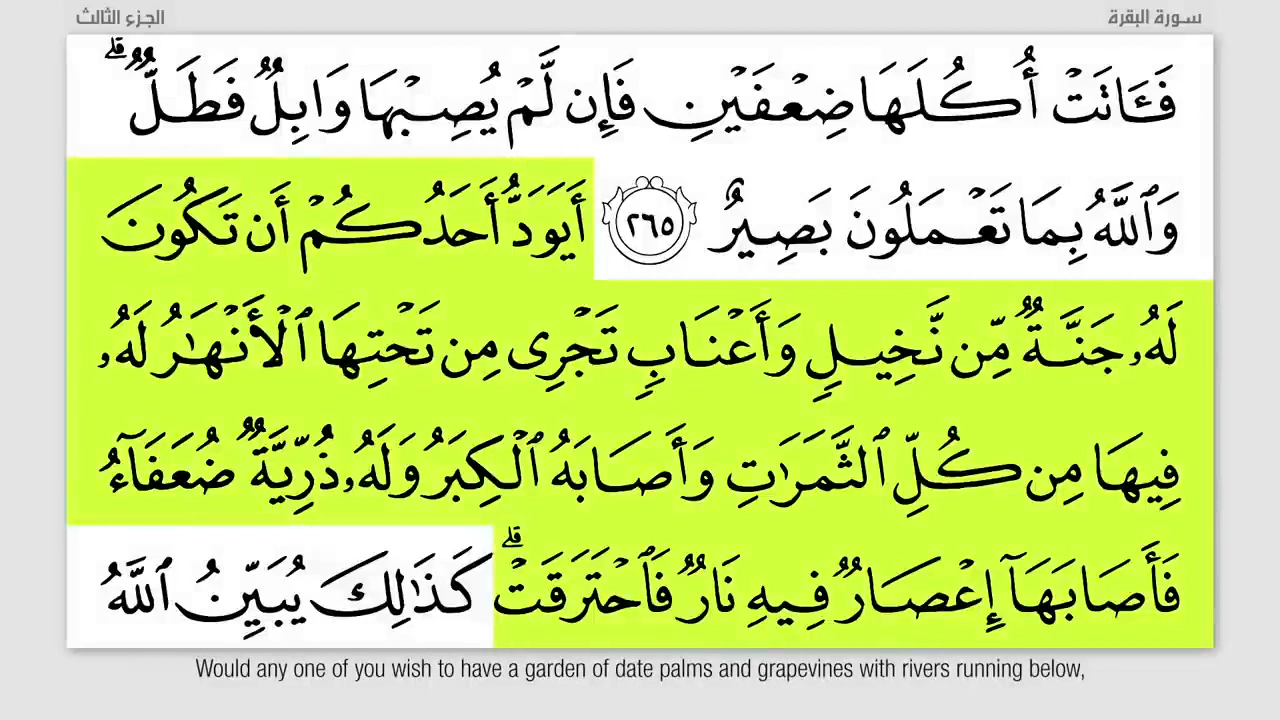 سورة البقرة
الجزء الثالث
فَـَٔاتَتْ أُكُلَهَا ضِعْفَيْنِ فَإِن لَّمْ يُصِبْهَا وَابِلٌ فَطَلٌّ ۗ
وَٱللَّهُ بِمَا تَعْمَلُونَ بَصِيرٌ ٢٦٥ أَيَوَدُّ أَحَدُكُمْ أَن تَكُونَ
لَهُۥ جَنَّةٌ مِّن نَّخِيلٍ وَأَعْنَابٍ تَجْرِى مِن تَحْتِهَا ٱلْأَنْهَـٰرُ لَهُۥ
فِيهَا مِن كُلِّ ٱلثَّمَرَٰتِ وَأَصَابَهُ ٱلْكِبَرُ وَلَهُۥ ذُرِّيَّةٌ ضُعَفَآءُ
فَأَصَابَهَآ إِعْصَارٌ فِيهِ نَارٌ فَٱحْتَرَقَتْ ۗ كَذَٰلِكَ يُبَيِّنُ ٱللَّهُ
Would any one of you wish to have a garden of date palms and grapevines with rivers running below,